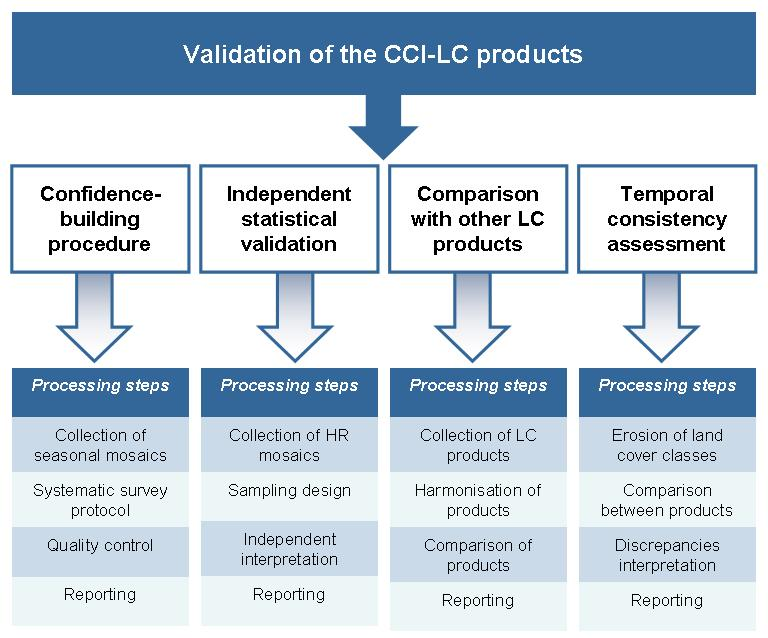 Validation of the CCI-LC products
Confidence-
building
procedure
Independent
statistical
validation
Comparison
with other LC
products
Temporal
consistency
assessment
Processing steps
Collection of
seasonal mosaics
Systematic survey
protocol
Quality control
Reporting
Processing steps
Collection of HR
mosaics
Sampling design
Independent
interpretation
Reporting
Processing steps
Collection of LC
products
Harmonisation of
products
Comparison of
products
Reporting
Processing steps
Erosion of land
cover classes
Comparison
between products
Discrepancies
interpretation
Reporting